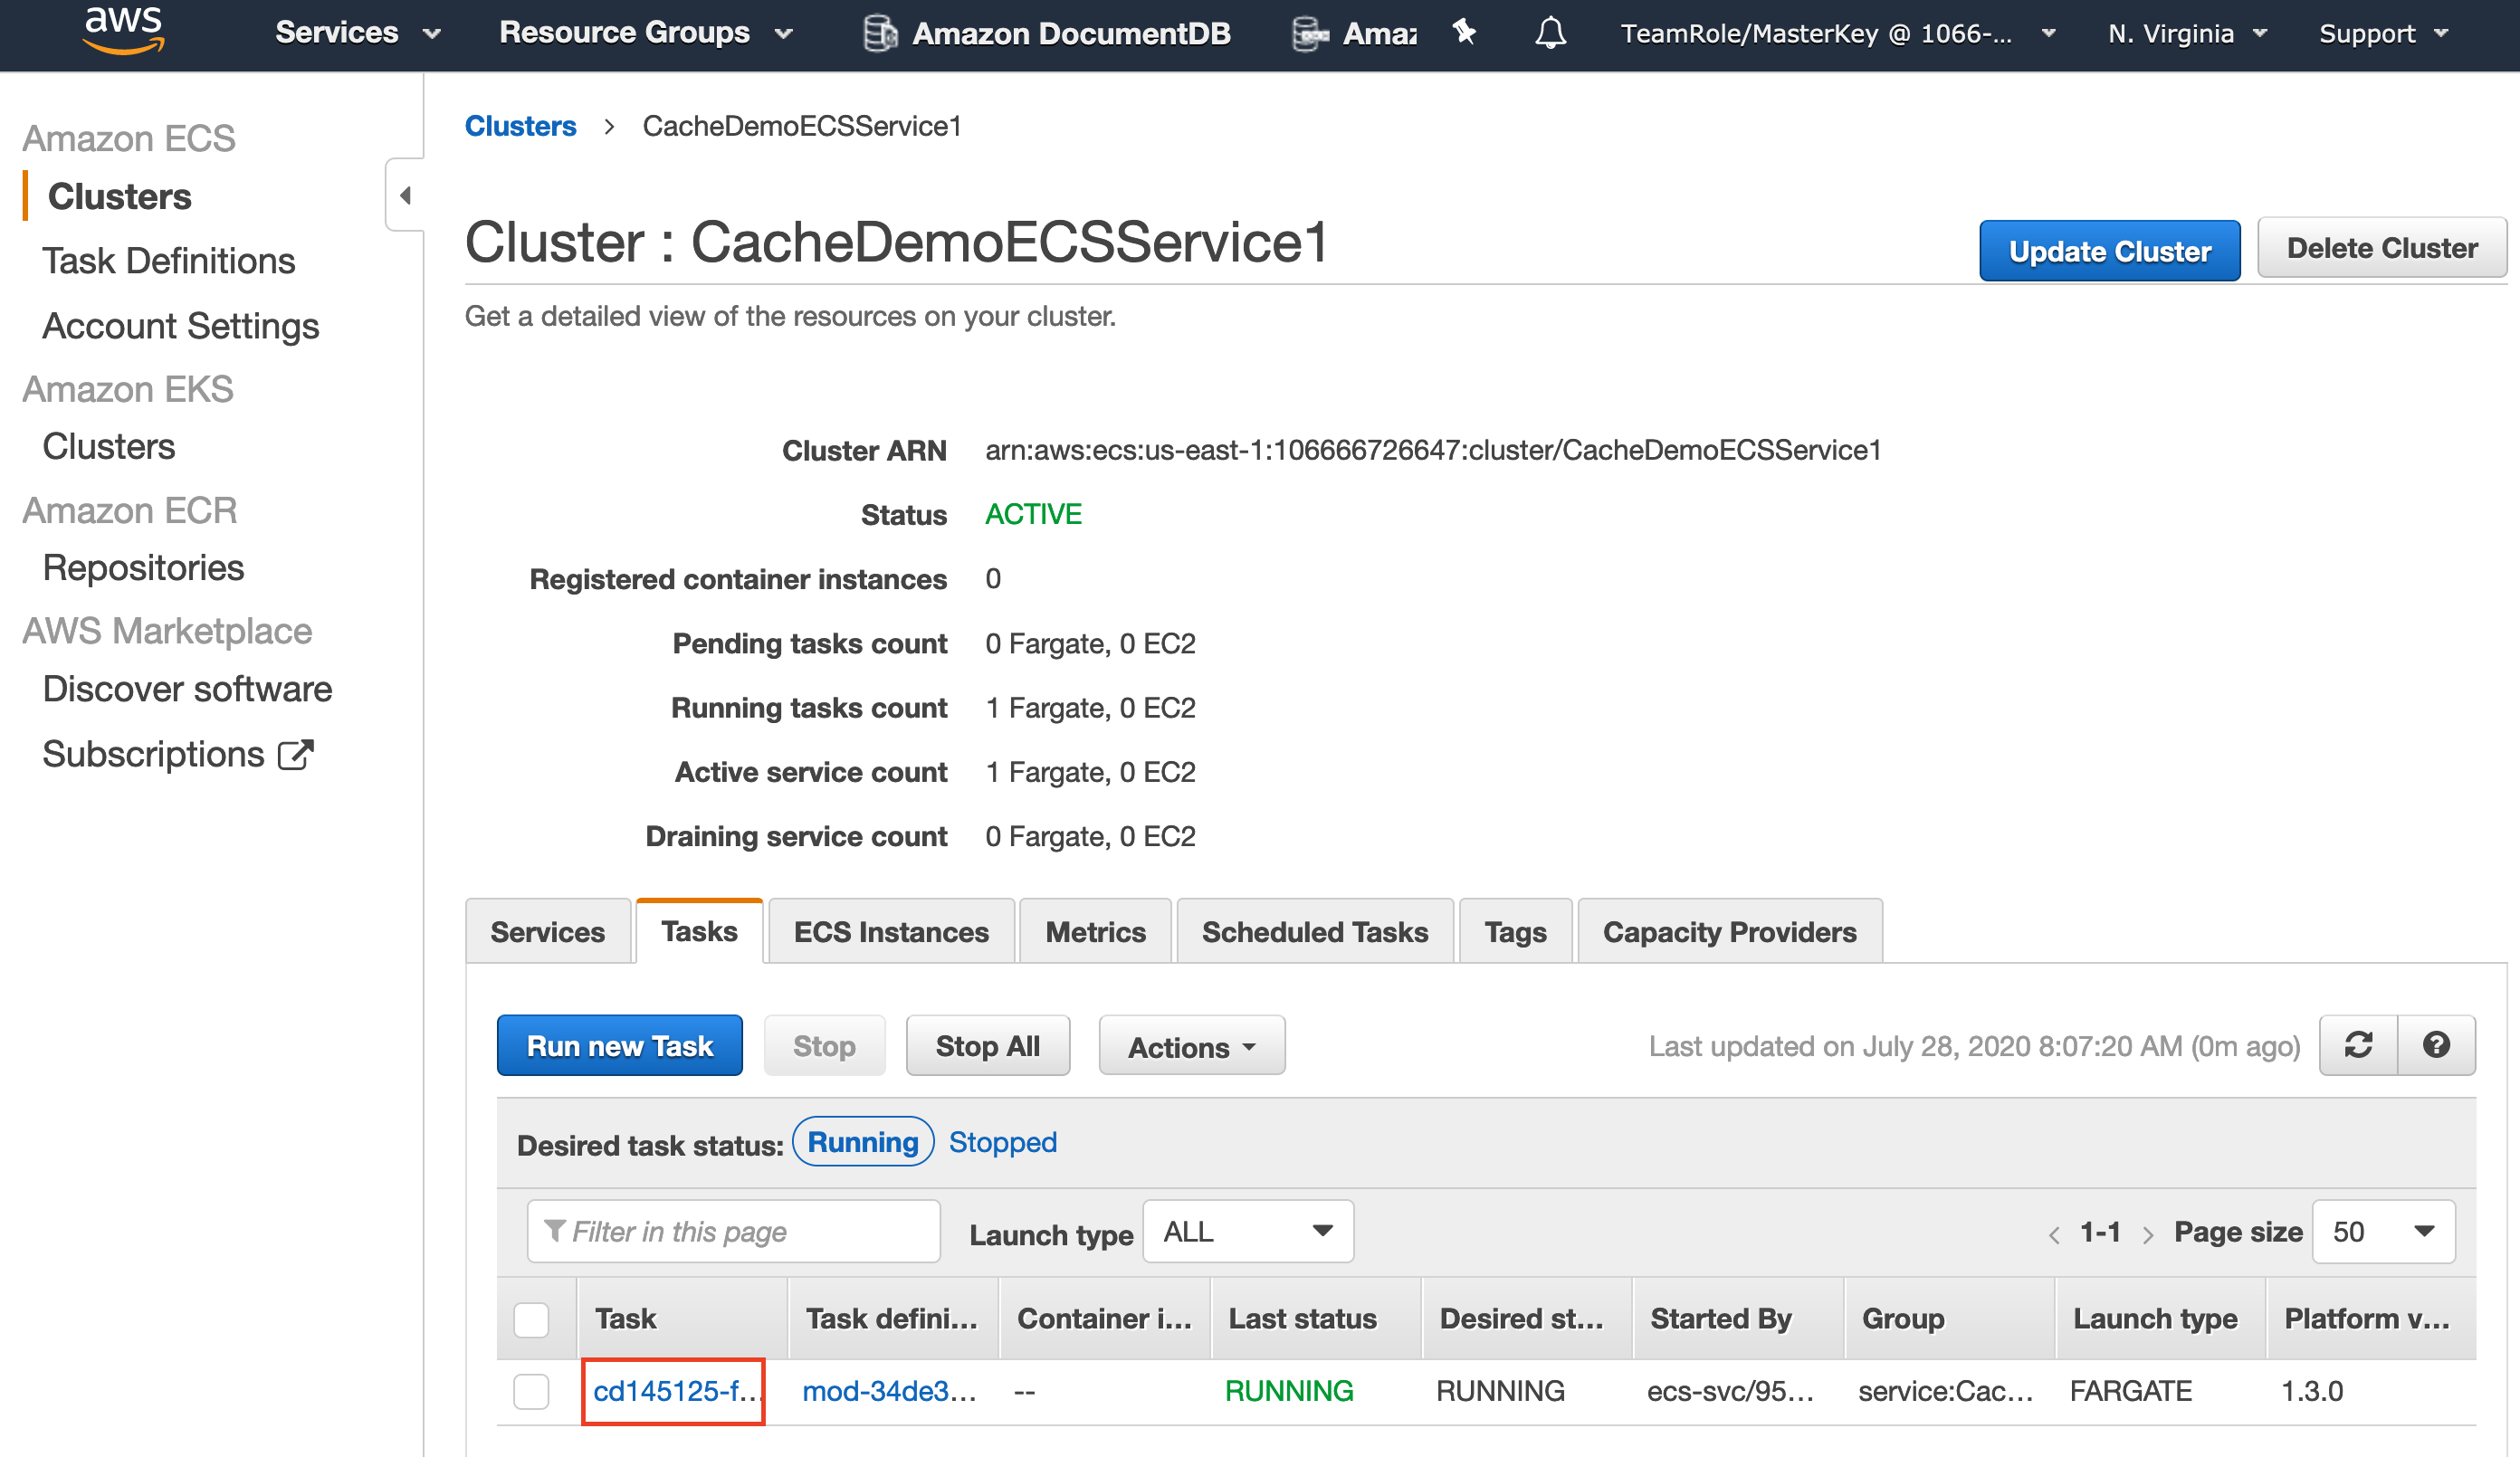 aws Services Resource Groups Amazon DocumentDB Amaz TeamRole/MasterKey @ 1066-... N. Virginia Support
Amazon ECS
Clusters
Task Definitions
Account Settings
Amazon EKS
Clusters
Amazon ECR
Repositories
AWS Marketplace
Discover software
Subscriptions
Clusters > CacheDemoECSService1
Cluster : CacheDemoECSService1
Update Cluster Delete Cluster
Get a detailed view of the resources on your cluster.
Cluster ARN arn:aws:ecs:us-east-1:106666726647:cluster/CacheDemoECSService1
Status ACTIVE
Registered container instances 0
Pending tasks count 0 Fargate, 0 EC2
Running tasks count 1 Fargate, 0 EC2
Active service count 1 Fargate, 0 EC2
Draining service count 0 Fargate, 0 EC2
Services Tasks ECS Instances Metrics Scheduled Tasks Tags Capacity Providers
Run new Task Stop Stop All Actions Last updated on July 28, 2020 8:07:20 AM (0m ago)
Desired task status: Running Stopped
Filter in this page Launch type ALL < 1-1 > Page size 50
Task Task defini... Container i... Last status Desired st... Started By Group Launch type Platform v...
cd145125-f... mod-34de3... -- RUNNING RUNNING ecs-svc/95... service:Cac... FARGATE 1.3.0